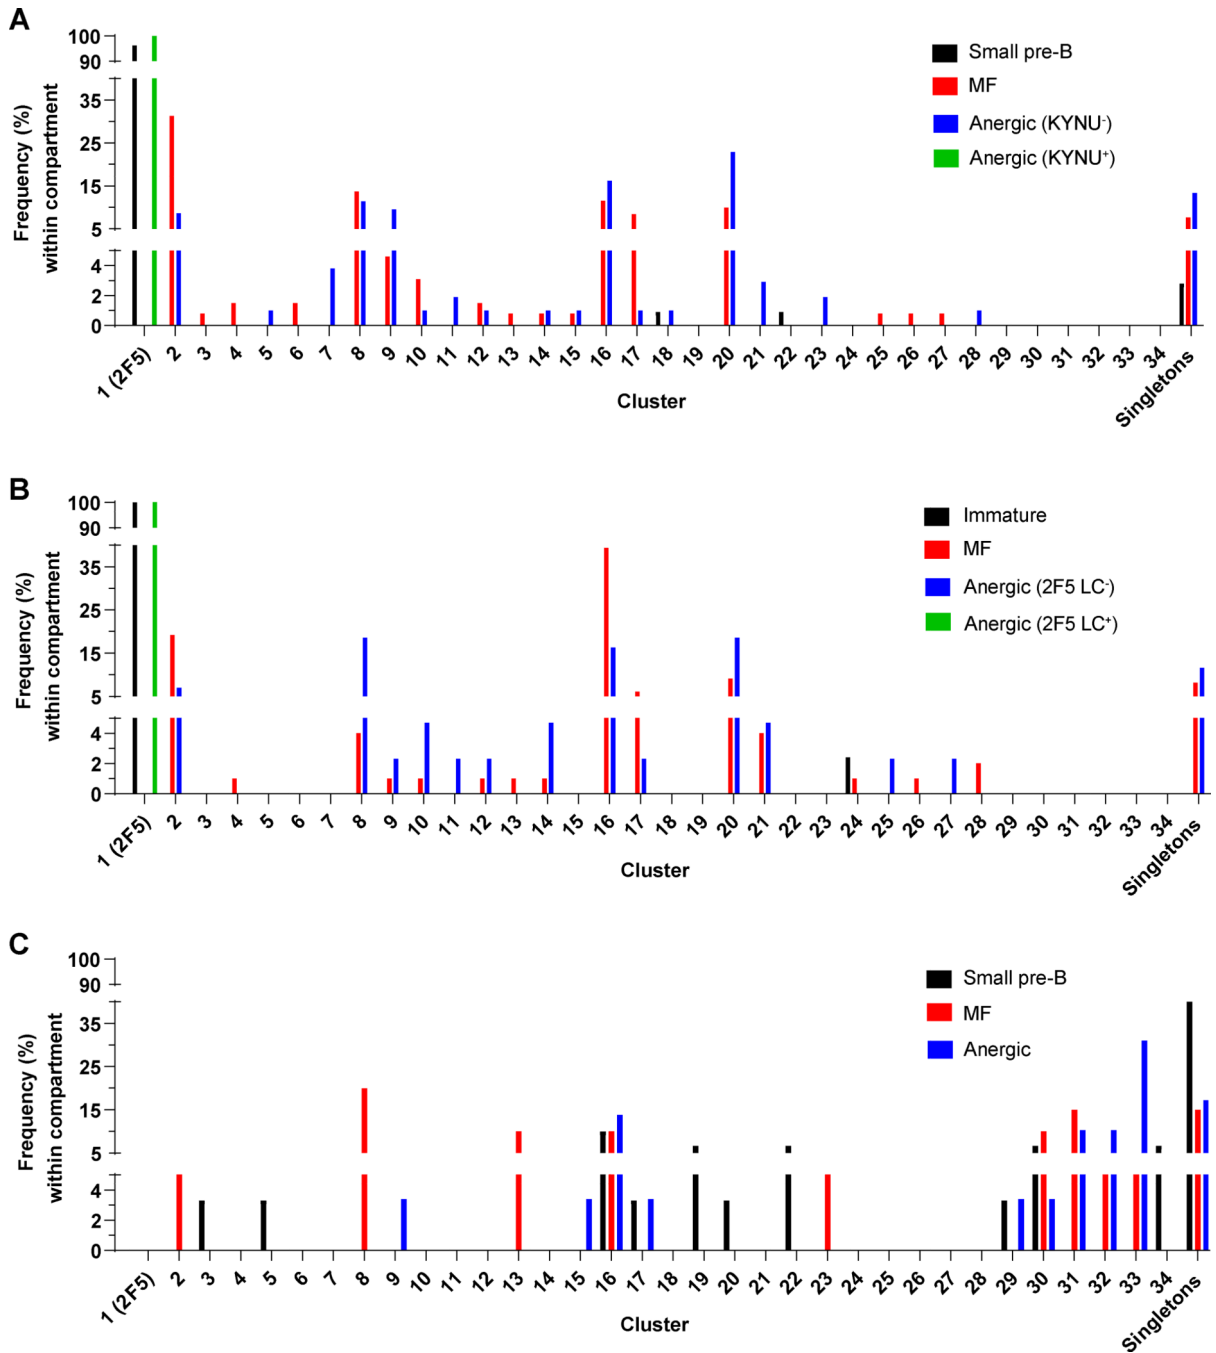 A
Frequency (%)
within compartment
100
90
35
25
15
5
4
2
0
Small pre-B
MF
Anergic (KYNU-)
Anergic (KYNU+)
1 (2F5) 2 3 4 5 6 7 8 9 10 11 12 13 14 15 16 17 18 19 20 21 22 23 24 25 26 27 28 29 30 31 32 33 34 Singletons
Cluster
B
Frequency (%)
within compartment
100
90
35
25
15
5
4
2
0
Immature
MF
Anergic (2F5 LC-)
Anergic (2F5 LC+)
1 (2F5) 2 3 4 5 6 7 8 9 10 11 12 13 14 15 16 17 18 19 20 21 22 23 24 25 26 27 28 29 30 31 32 33 34 Singletons
Cluster
C
Frequency (%)
within compartment
100
90
35
25
15
5
4
2
0
Small pre-B
MF
Anergic
1 (2F5) 2 3 4 5 6 7 8 9 10 11 12 13 14 15 16 17 18 19 20 21 22 23 24 25 26 27 28 29 30 31 32 33 34 Singletons
Cluster